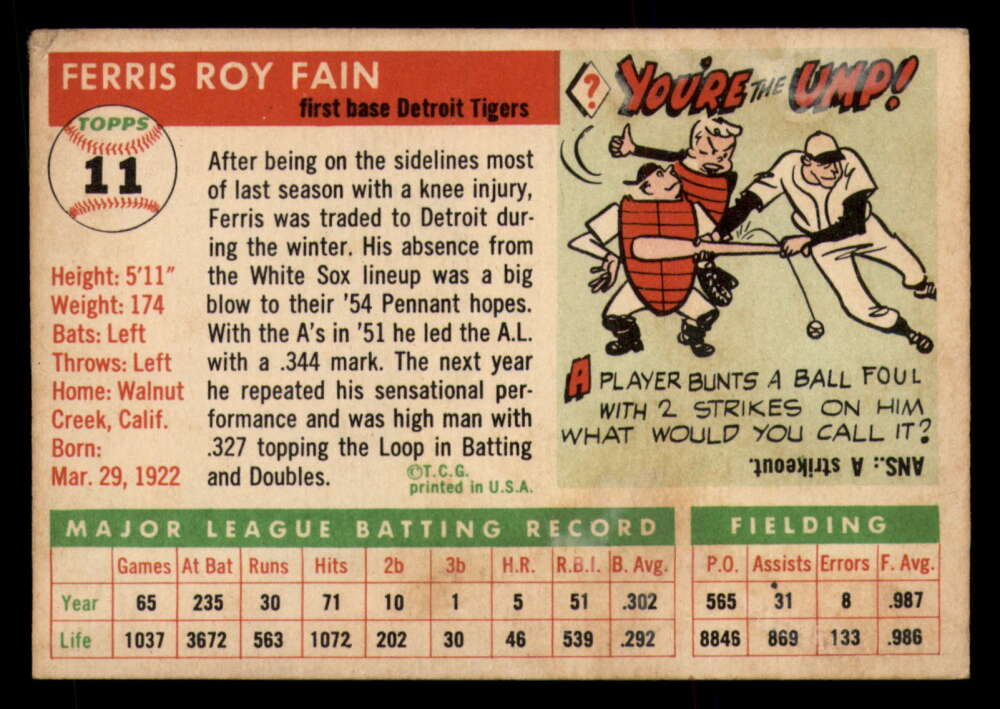 FERRIS ROY FAIN
first base Detroit Tigers
TOPPS
11
Height: 5'11"
Weight: 174
Bats: Left
Throws: Left
Home: Walnut
Creek, Calif.
Born:
Mar. 29, 1922
After being on the sidelines most
of last season with a knee injury,
Ferris was traded to Detroit dur-
ing the winter. His absence from
the White Sox lineup was a big
blow to their '54 Pennant hopes.
With the A's in '51 he led the A.L.
with a .344 mark. The next year
he repeated his sensational per-
formance and was high man with
.327 topping the Loop in Batting
and Doubles.
©T.C.G.
printed in U.S.A.
? YOU'RE THE UMP!
A PLAYER BUNTS A BALL FOUL
WITH 2 STRIKES ON HIM
WHAT WOULD YOU CALL IT?
ANS.: A strikeout.
MAJOR LEAGUE BATTING RECORD
Games At Bat Runs Hits 2b 3b H.R. R.B.I. B. Avg.
Year 65 235 30 71 10 1 5 51 .302
Life 1037 3672 563 1072 202 30 46 539 .292
FIELDING
P.O. Assists Errors F. Avg.
565 31 8 .987
8846 869 133 .986